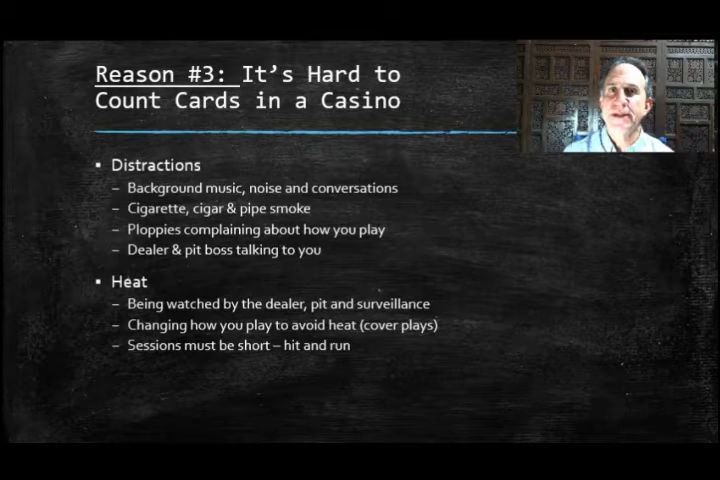 Reason #3: It’s Hard to
Count Cards in a Casino
▪ Distractions
– Background music, noise and conversations
– Cigarette, cigar & pipe smoke
– Ploppies complaining about how you play
– Dealer & pit boss talking to you
▪ Heat
– Being watched by the dealer, pit and surveillance
– Changing how you play to avoid heat (cover plays)
– Sessions must be short – hit and run